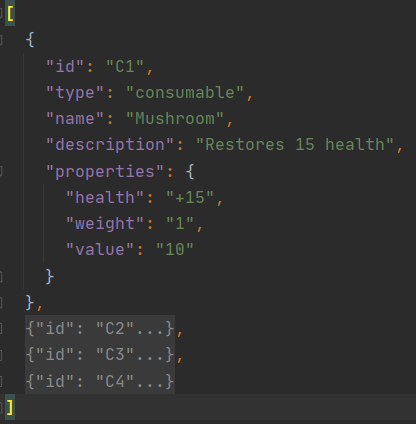 [
  {
    "id": "C1",
    "type": "consumable",
    "name": "Mushroom",
    "description": "Restores 15 health",
    "properties": {
      "health": "+15",
      "weight": "1",
      "value": "10"
    }
  },
  {"id": "C2"...},
  {"id": "C3"...},
  {"id": "C4"...}
]